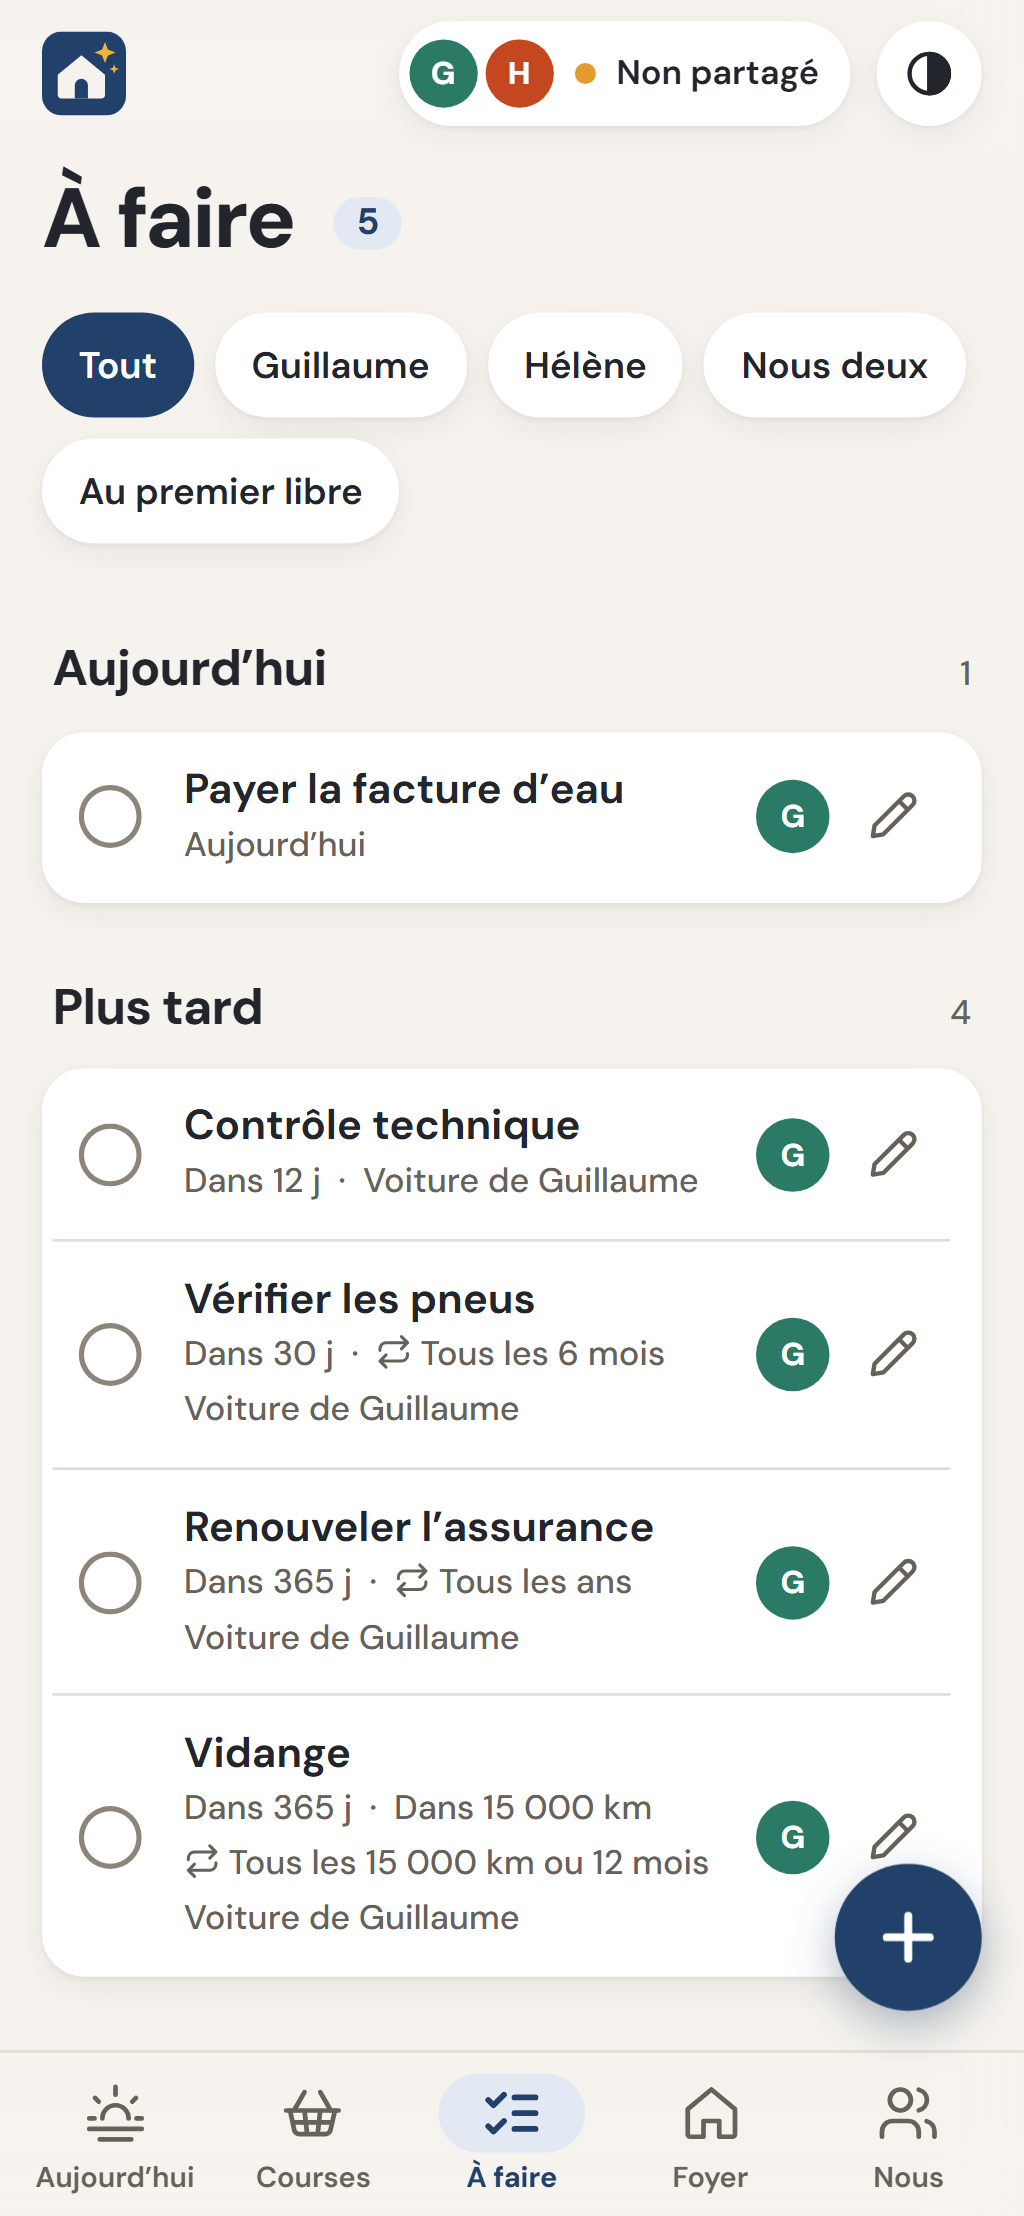 G H Non partagé
À faire 5
Tout Guillaume Hélène Nous deux
Au premier libre
Aujourd’hui 1
Payer la facture d’eau
Aujourd’hui
G
Plus tard 4
Contrôle technique
Dans 12 j · Voiture de Guillaume
G
Vérifier les pneus
Dans 30 j · Tous les 6 mois
Voiture de Guillaume
G
Renouveler l’assurance
Dans 365 j · Tous les ans
Voiture de Guillaume
G
Vidange
Dans 365 j · Dans 15 000 km
Tous les 15 000 km ou 12 mois
Voiture de Guillaume
G
Aujourd’hui Courses À faire Foyer Nous